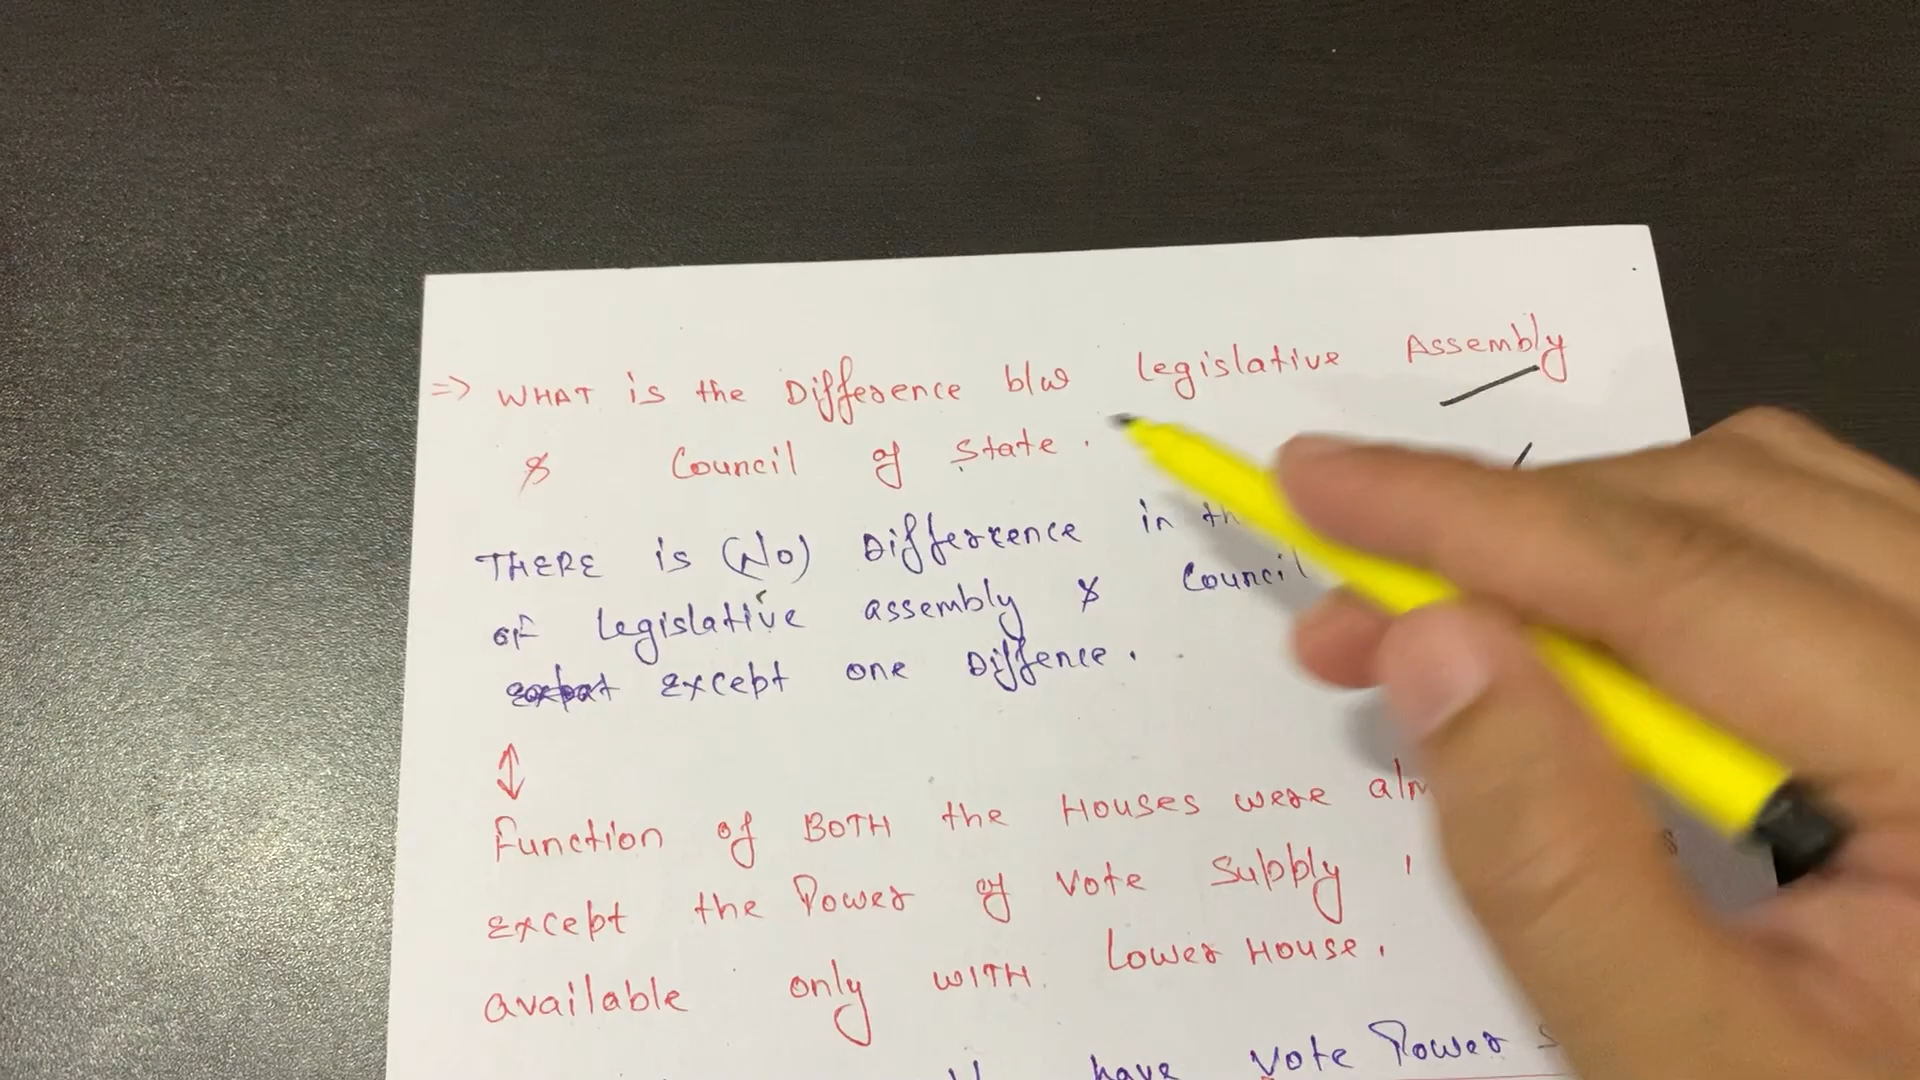 => WHAT is the Difference b/w Legislative Assembly
& Council of State.
THERE is (No) Differcence in
of Legislative assembly & Council
except one Diffence.
Function of BOTH the Houses were
except the Power of Vote Supply,
available only WITH. Lower House.
have Vote Power